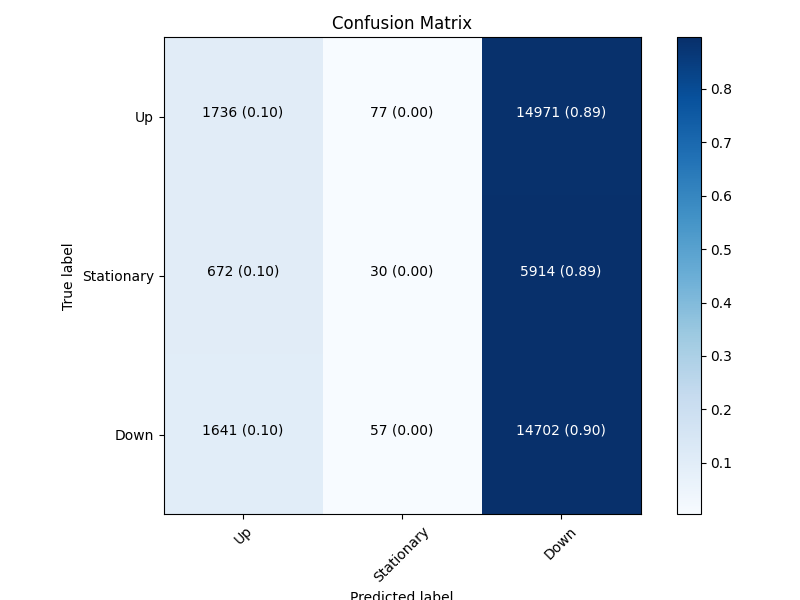 Confusion Matrix
Up
1736 (0.10)
77 (0.00)
14971 (0.89)
Stationary
672 (0.10)
30 (0.00)
5914 (0.89)
Down
1641 (0.10)
57 (0.00)
14702 (0.90)
True label
Up
Stationary
Down
Predicted label
0.8
0.7
0.6
0.5
0.4
0.3
0.2
0.1